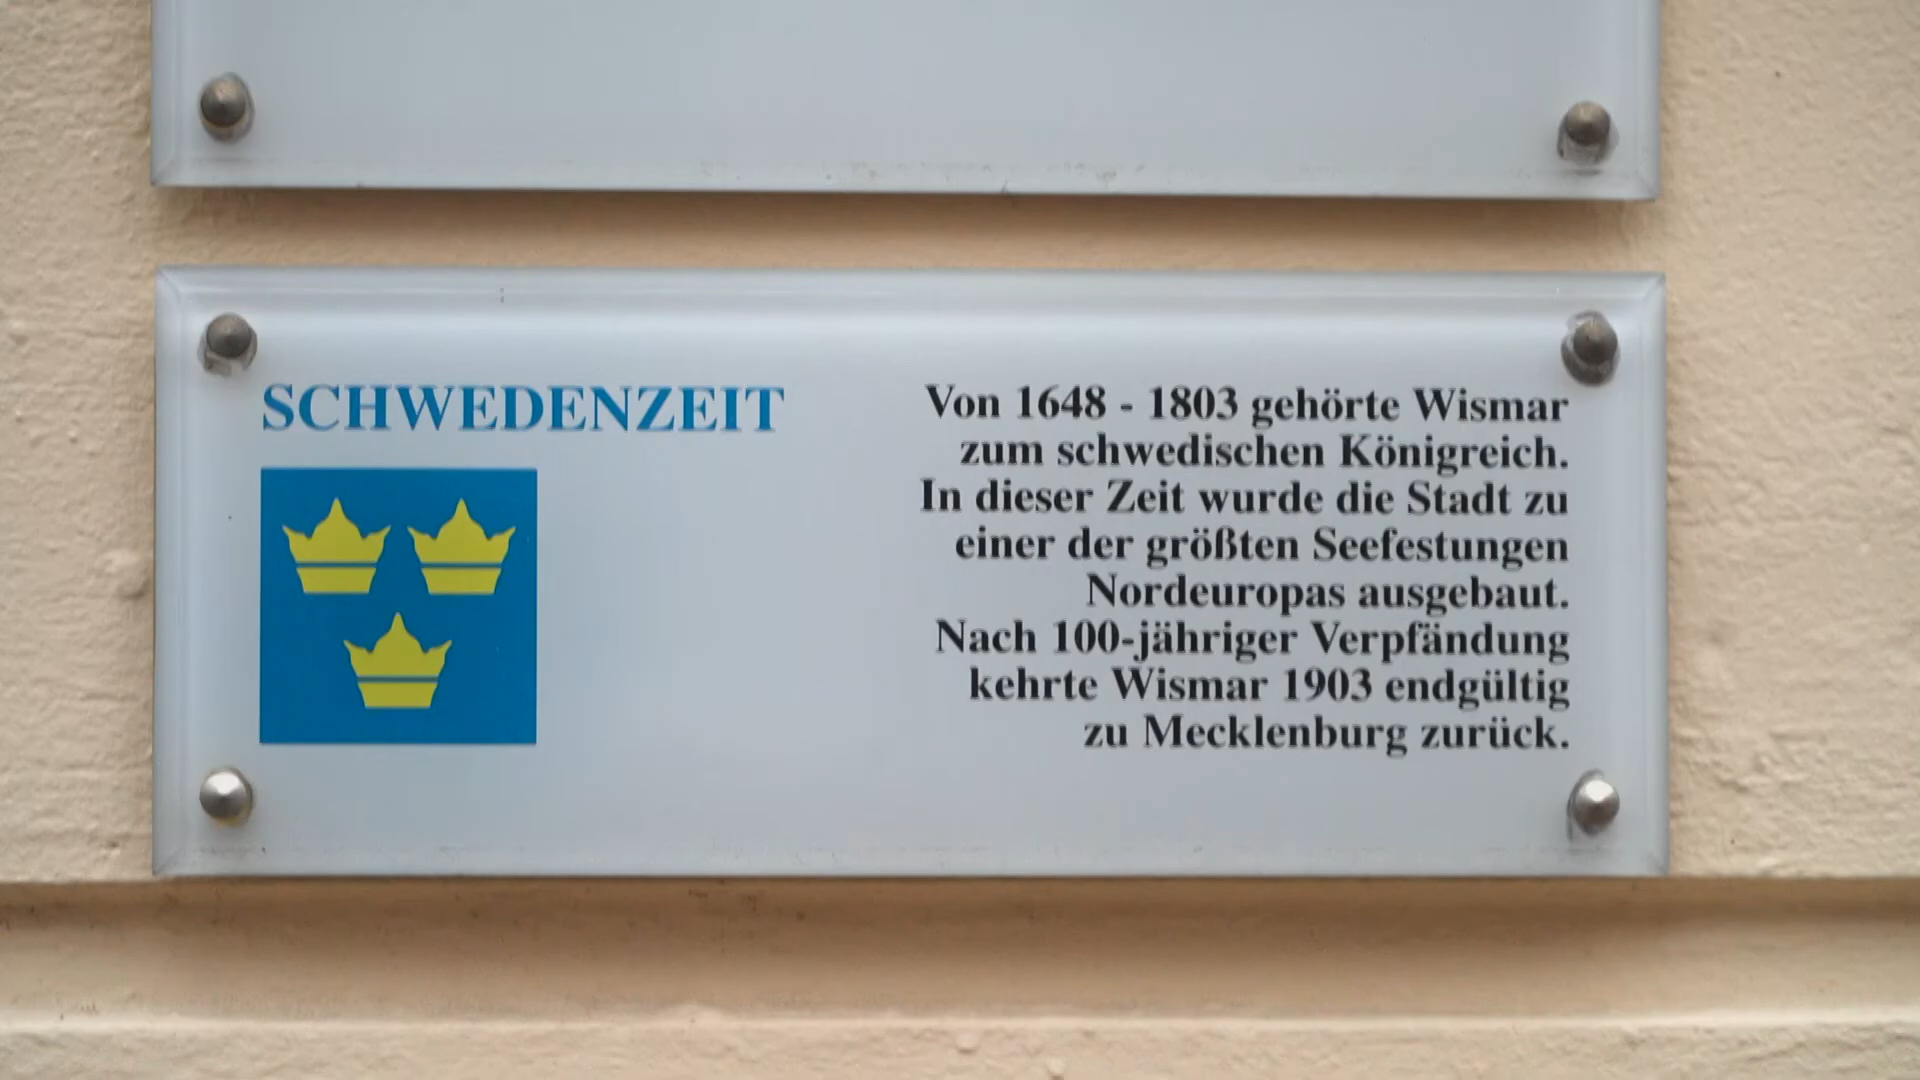 SCHWEDENZEIT
Von 1648 - 1803 gehörte Wismar
zum schwedischen Königreich.
In dieser Zeit wurde die Stadt zu
einer der größten Seefestungen
Nordeuropas ausgebaut.
Nach 100-jähriger Verpfändung
kehrte Wismar 1903 endgültig
zu Mecklenburg zurück.